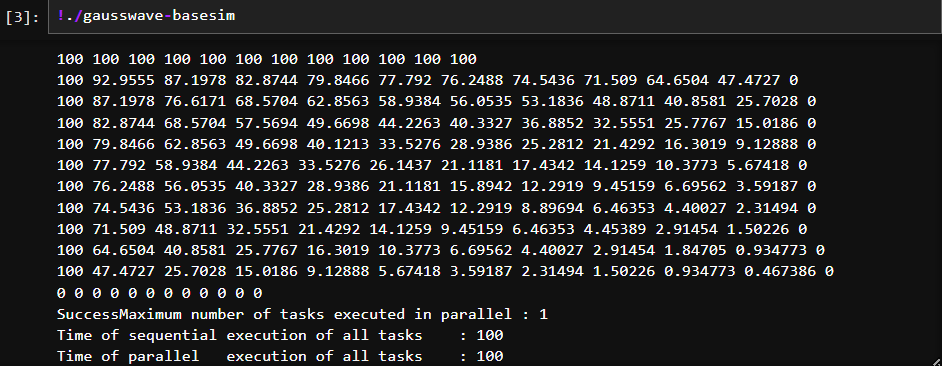 [3]: !./gausswave-basesim
100 100 100 100 100 100 100 100 100 100 100 100
100 92.9555 87.1978 82.8744 79.8466 77.792 76.2488 74.5436 71.509 64.6504 47.4727 0
100 87.1978 76.6171 68.5704 62.8563 58.9384 56.0535 53.1836 48.8711 40.8581 25.7028 0
100 82.8744 68.5704 57.5694 49.6698 44.2263 40.3327 36.8852 32.5551 25.7767 15.0186 0
100 79.8466 62.8563 49.6698 40.1213 33.5276 28.9386 25.2812 21.4292 16.3019 9.12888 0
100 77.792 58.9384 44.2263 33.5276 26.1437 21.1181 17.4342 14.1259 10.3773 5.67418 0
100 76.2488 56.0535 40.3327 28.9386 21.1181 15.8942 12.2919 9.45159 6.69562 3.59187 0
100 74.5436 53.1836 36.8852 25.2812 17.4342 12.2919 8.89694 6.46353 4.40027 2.31494 0
100 71.509 48.8711 32.5551 21.4292 14.1259 9.45159 6.46353 4.45389 2.91454 1.50226 0
100 64.6504 40.8581 25.7767 16.3019 10.3773 6.69562 4.40027 2.91454 1.84705 0.934773 0
100 47.4727 25.7028 15.0186 9.12888 5.67418 3.59187 2.31494 1.50226 0.934773 0.467386 0
0 0 0 0 0 0 0 0 0 0 0 0
SuccessMaximum number of tasks executed in parallel : 1
Time of sequential execution of all tasks    : 100
Time of parallel   execution of all tasks    : 100